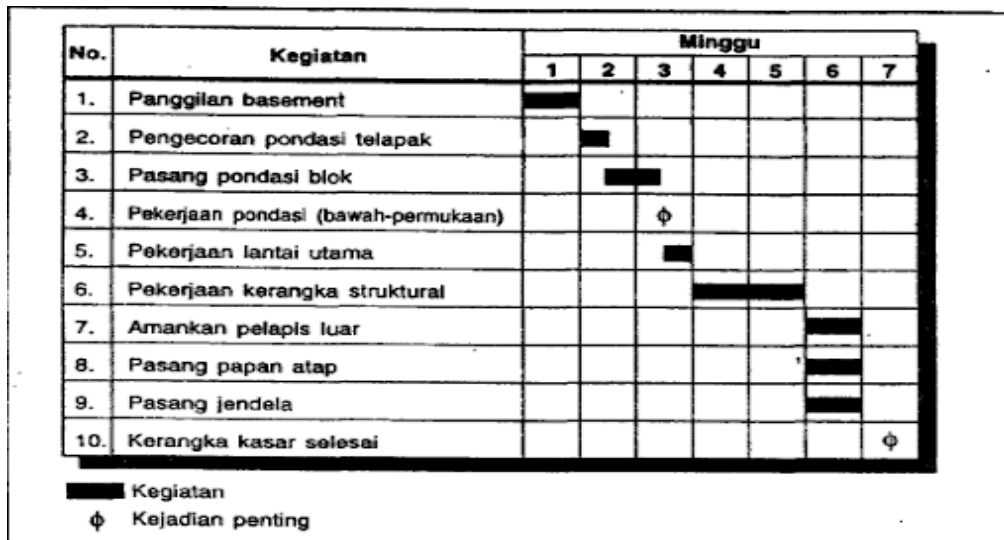 No. Kegiatan Minggu
1 2 3 4 5 6 7
1. Panggilan basement
2. Pengecoran pondasi telapak
3. Pasang pondasi blok
4. Pekerjaan pondasi (bawah-permukaan) ϕ
5. Pekerjaan lantai utama
6. Pekerjaan kerangka struktural
7. Amankan pelapis luar
8. Pasang papan atap
9. Pasang jendela
10. Kerangka kasar selesai ϕ
Kegiatan
ϕ Kejadian penting